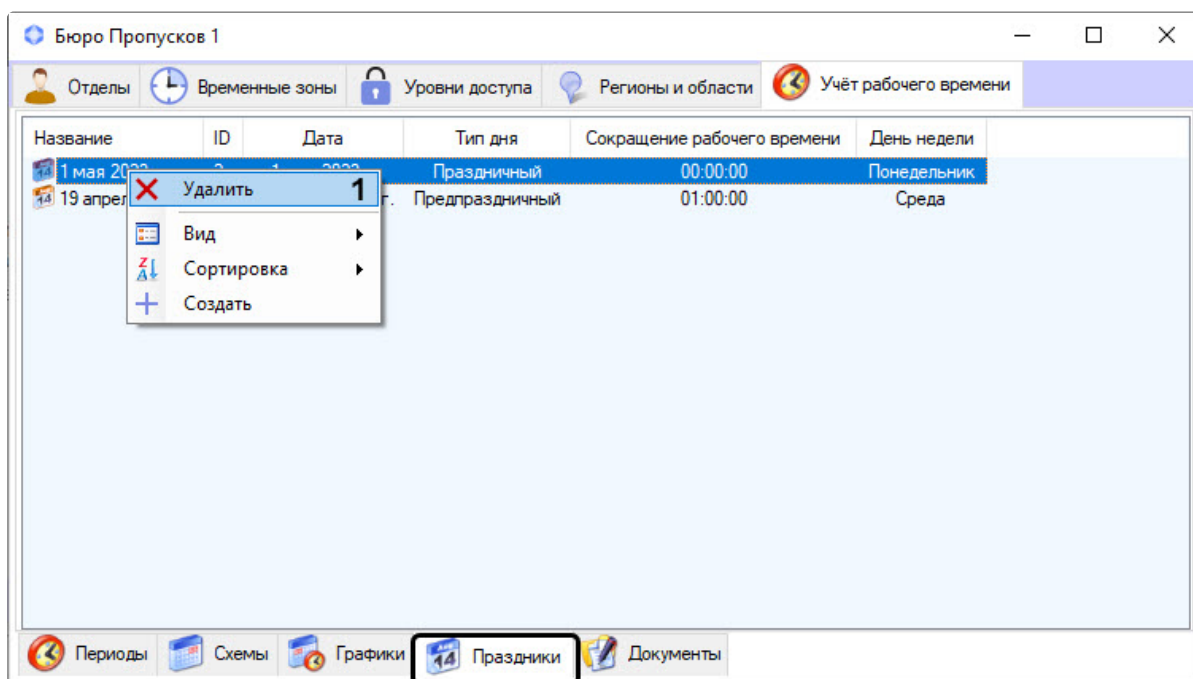 Бюро Пропусков 1
Отделы Временные зоны Уровни доступа Регионы и области Учёт рабочего времени
Название ID Дата Тип дня Сокращение рабочего времени День недели
1 мая Праздничный 00:00:00 Понедельник
19 г. Предпраздничный 01:00:00 Среда
Удалить 1
Вид
Сортировка
Создать
Периоды Схемы Графики Праздники Документы